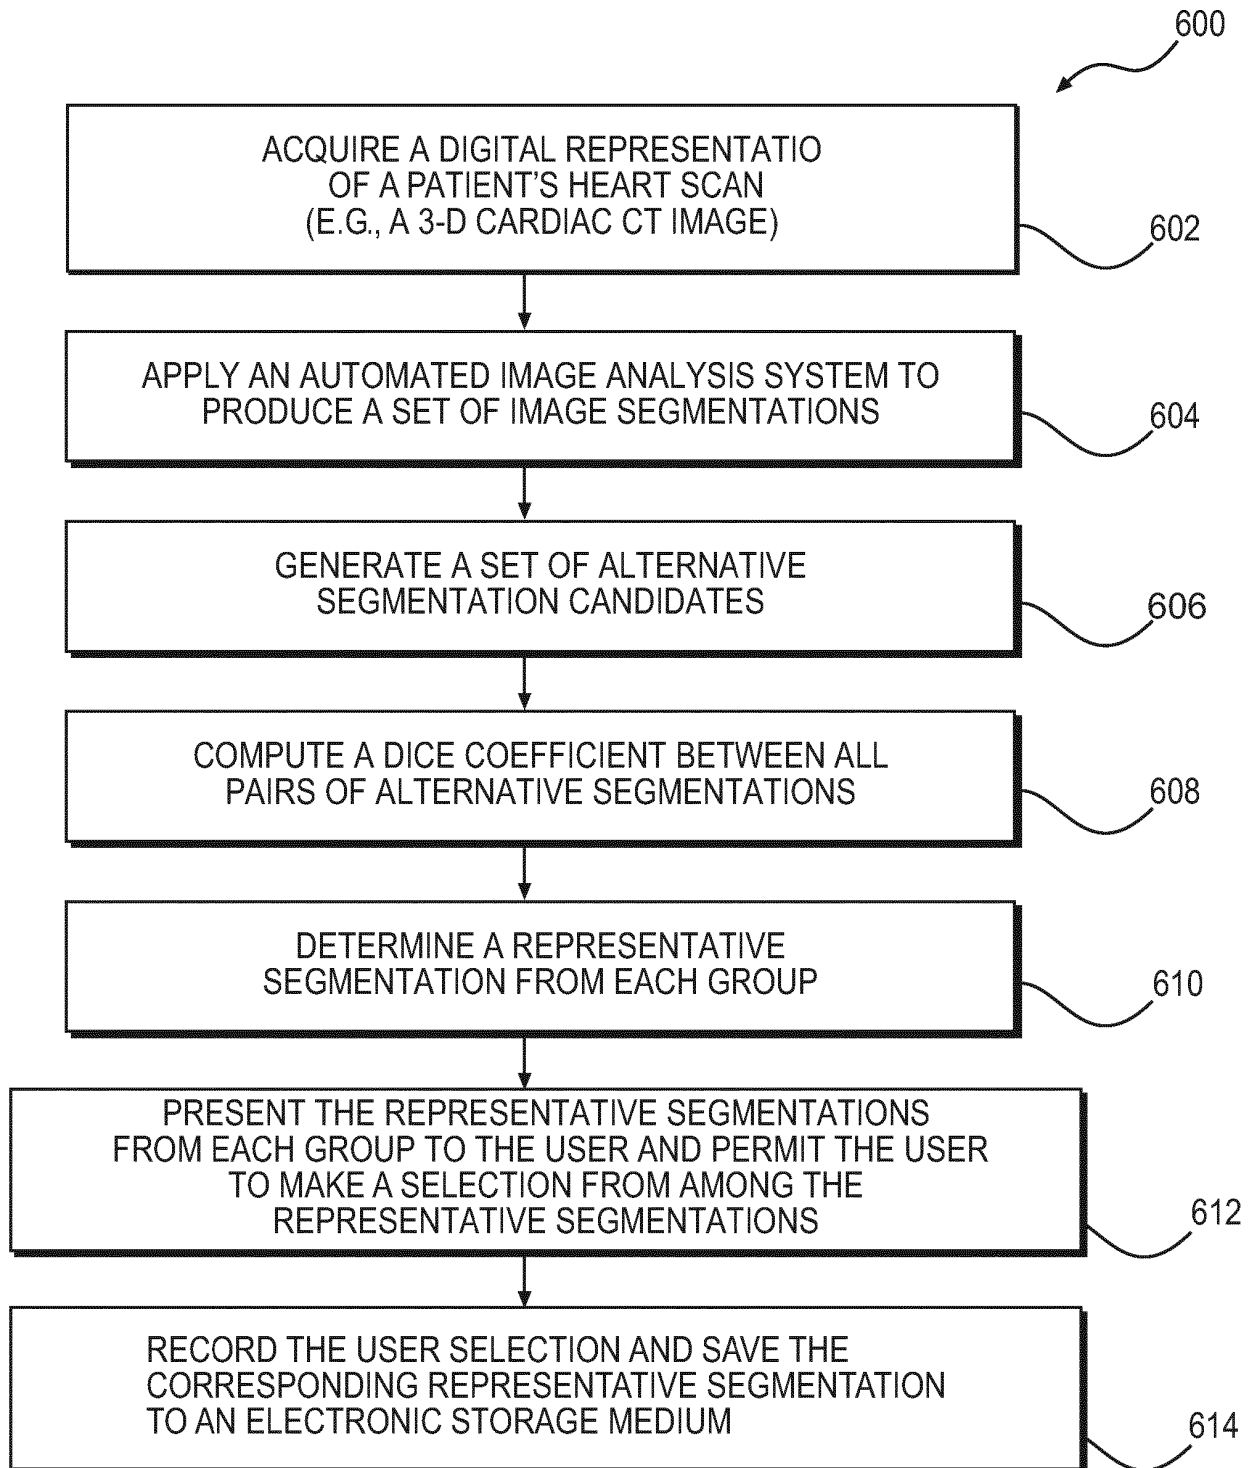 600
ACQUIRE A DIGITAL REPRESENTATIO
OF A PATIENT'S HEART SCAN
(E.G., A 3-D CARDIAC CT IMAGE)
602
APPLY AN AUTOMATED IMAGE ANALYSIS SYSTEM TO
PRODUCE A SET OF IMAGE SEGMENTATIONS
604
GENERATE A SET OF ALTERNATIVE
SEGMENTATION CANDIDATES
606
COMPUTE A DICE COEFFICIENT BETWEEN ALL
PAIRS OF ALTERNATIVE SEGMENTATIONS
608
DETERMINE A REPRESENTATIVE
SEGMENTATION FROM EACH GROUP
610
PRESENT THE REPRESENTATIVE SEGMENTATIONS
FROM EACH GROUP TO THE USER AND PERMIT THE USER
TO MAKE A SELECTION FROM AMONG THE
REPRESENTATIVE SEGMENTATIONS
612
RECORD THE USER SELECTION AND SAVE THE
CORRESPONDING REPRESENTATIVE SEGMENTATION
TO AN ELECTRONIC STORAGE MEDIUM
614